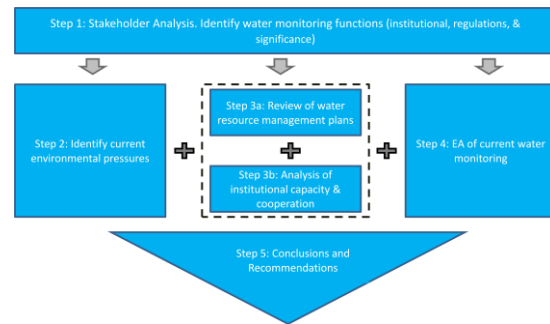 Step 1: Stakeholder Analysis. Identify water monitoring functions (institutional, regulations, &
significance)
Step 2: Identify current
environmental pressures
Step 3a: Review of water
resource management plans
Step 3b: Analysis of
institutional capacity &
cooperation
Step 4: EA of current water
monitoring
Step 5: Conclusions and
Recommendations